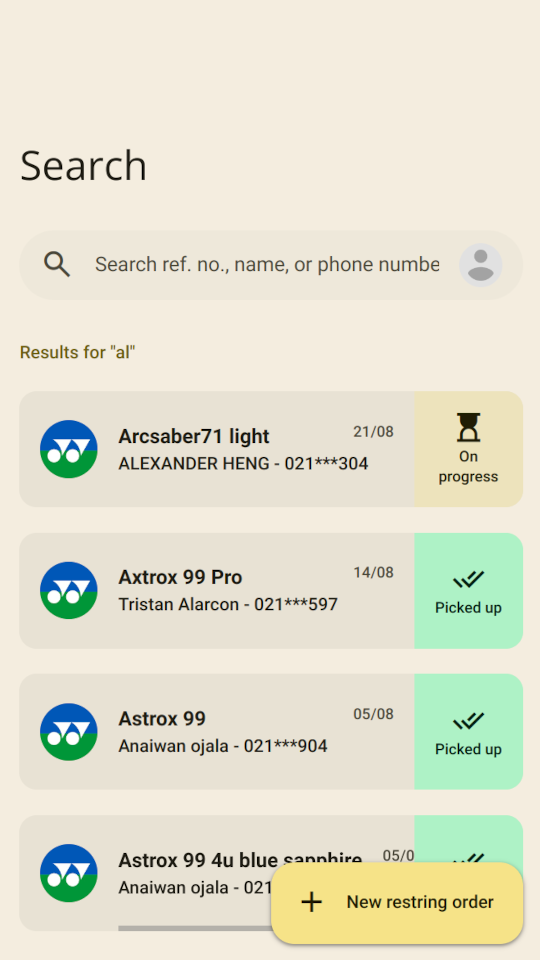 Search
Search ref. no., name, or phone numbe
Results for "al"
Arcsaber71 light
21/08
ALEXANDER HENG - 021***304
On
progress
Axtrox 99 Pro
14/08
Tristan Alarcon - 021***597
Picked up
Astrox 99
05/08
Anaiwan ojala - 021***904
Picked up
Astrox 99 4u blue sapphire
05/0
Anaiwan ojala - 021
New restring order